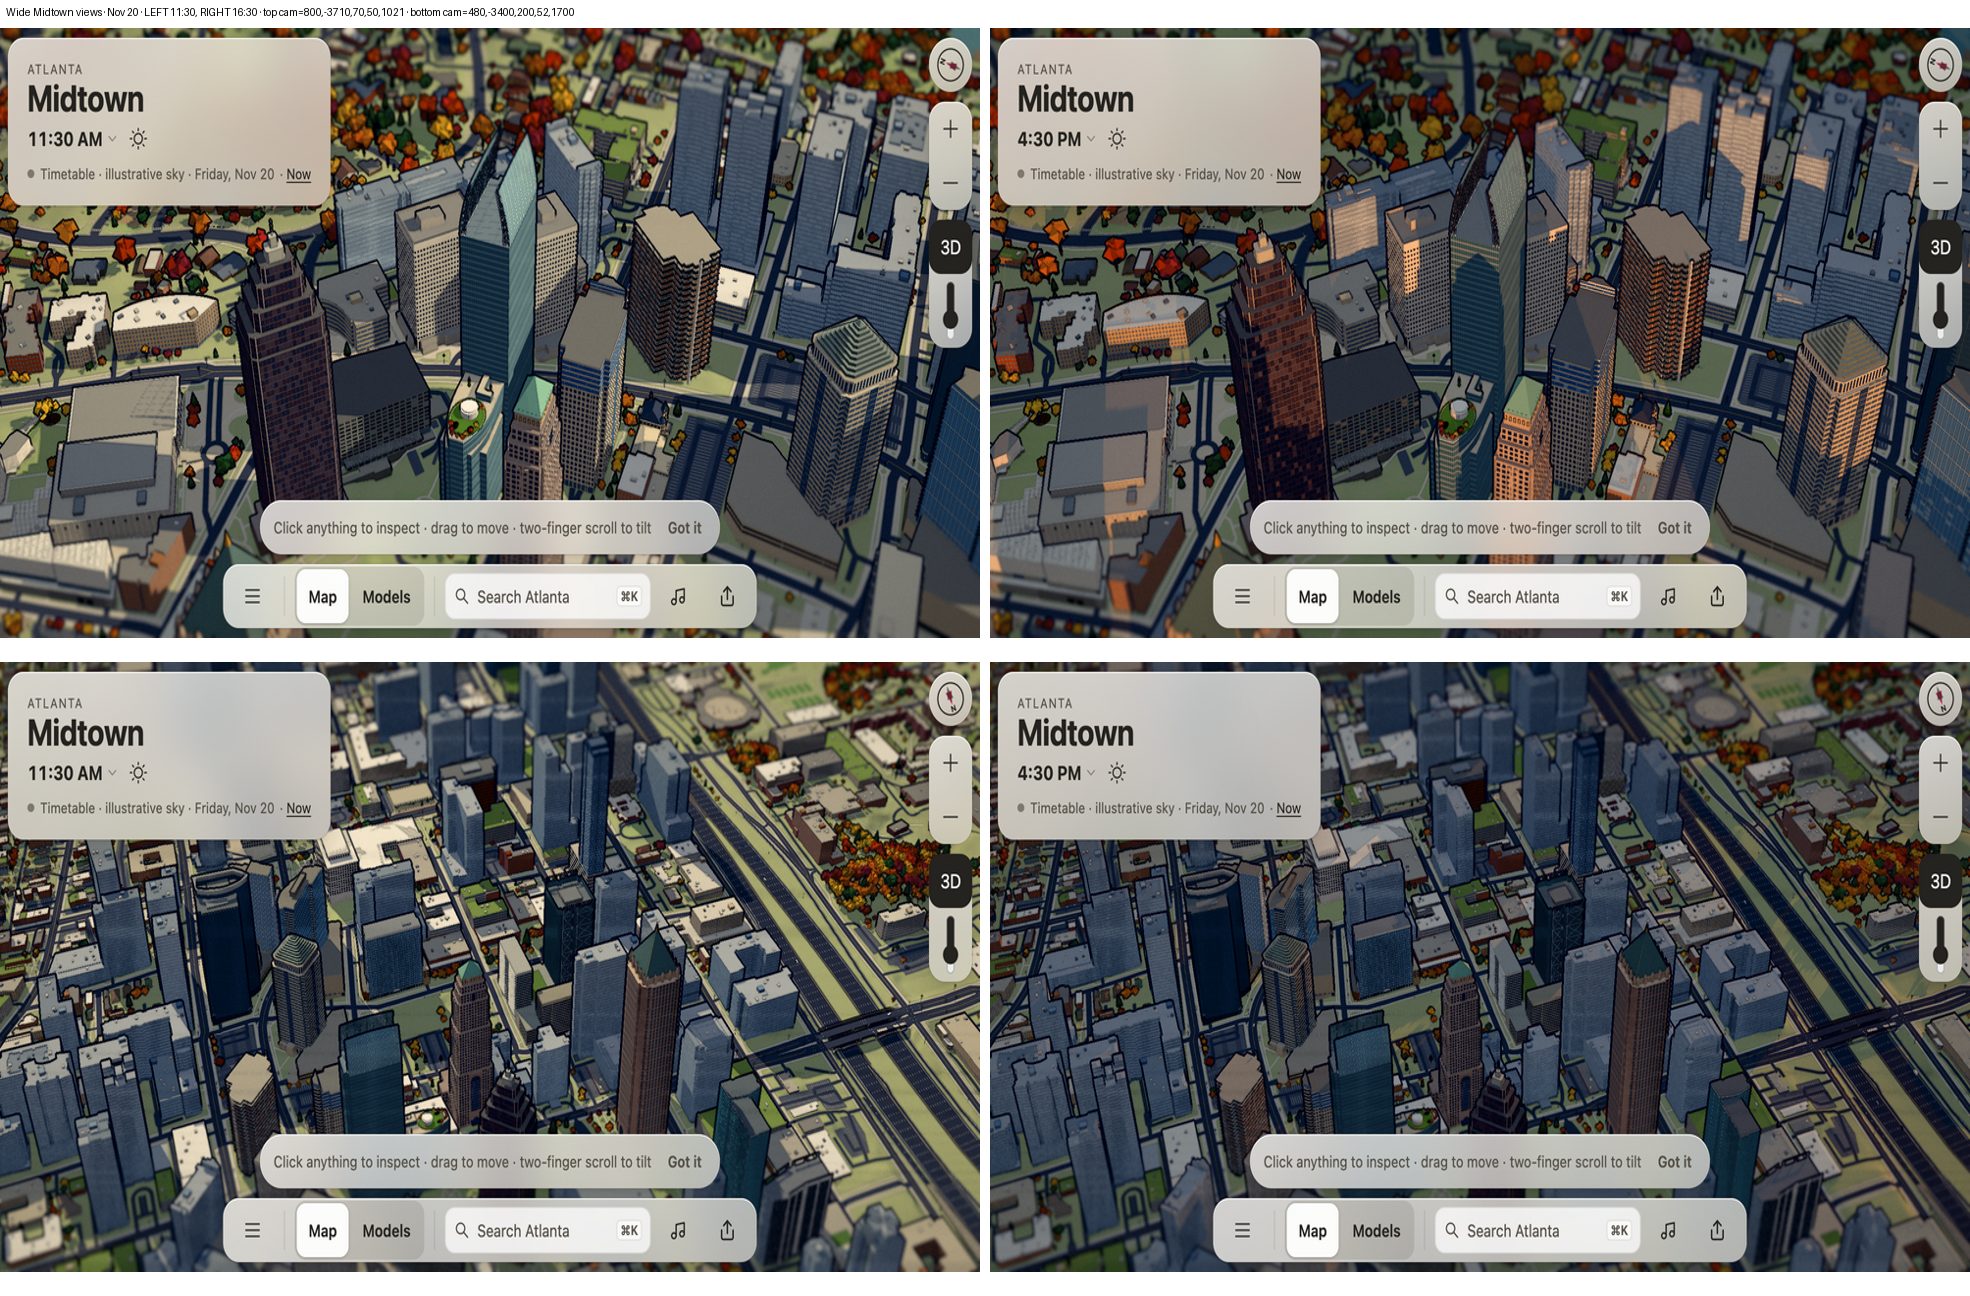 Wide Midtown views · Nov 20 · LEFT 11:30, RIGHT 16:30 · top cam=800,-3710,70,50,1021 · bottom cam=480,-3400,200,52,1700
ATLANTA
Midtown
11:30 AM
Timetable · illustrative sky · Friday, Nov 20 · Now
N
+
−
3D
Click anything to inspect · drag to move · two-finger scroll to tilt Got it
Map Models Search Atlanta ⌘K
ATLANTA
Midtown
4:30 PM
Timetable · illustrative sky · Friday, Nov 20 · Now
N
+
−
3D
Click anything to inspect · drag to move · two-finger scroll to tilt Got it
Map Models Search Atlanta ⌘K
ATLANTA
Midtown
11:30 AM
Timetable · illustrative sky · Friday, Nov 20 · Now
N
+
−
3D
Click anything to inspect · drag to move · two-finger scroll to tilt Got it
Map Models Search Atlanta ⌘K
ATLANTA
Midtown
4:30 PM
Timetable · illustrative sky · Friday, Nov 20 · Now
N
+
−
3D
Click anything to inspect · drag to move · two-finger scroll to tilt Got it
Map Models Search Atlanta ⌘K